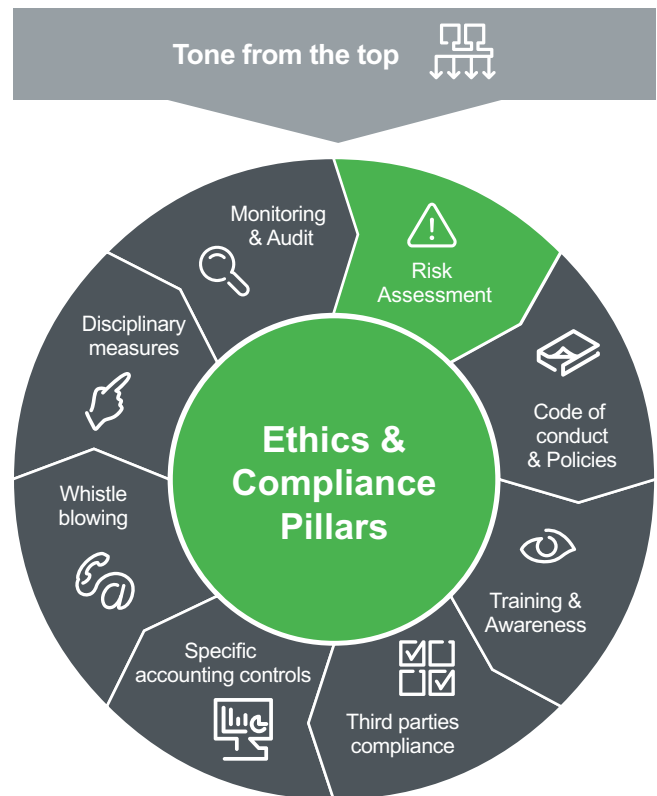 Tone from the top
Monitoring
& Audit
Risk
Assessment
Disciplinary
measures
Code of
conduct
& Policies
Ethics &
Compliance
Pillars
Whistle
blowing
Training &
Awareness
Specific
accounting controls
Third parties
compliance